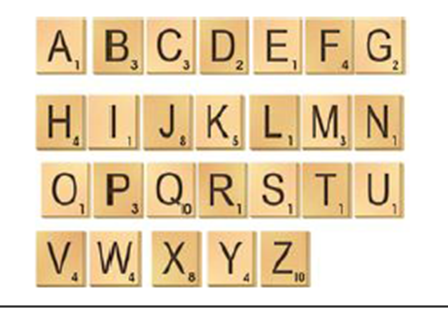 A1 B3 C3 D2 E1 F4 G2
H4 I1 J8 K5 L1 M3 N1
O1 P3 Q10 R1 S1 T1 U1
V4 W4 X8 Y4 Z10